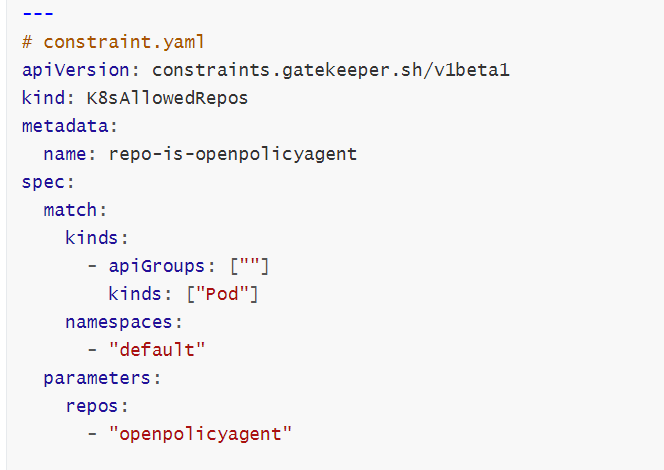 ---
# constraint.yaml
apiVersion: constraints.gatekeeper.sh/v1beta1
kind: K8sAllowedRepos
metadata:
  name: repo-is-openpolicyagent
spec:
  match:
    kinds:
      - apiGroups: [""]
        kinds: ["Pod"]
    namespaces:
      - "default"
  parameters:
    repos:
      - "openpolicyagent"